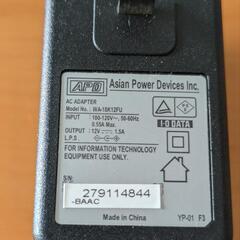 APD Asian Power Devices Inc.
AC ADAPTER
Model No. : WA-18K12FU
INPUT: 100-120V~, 50-60Hz
0.55A Max.
OUTPUT: 12V⎓1.5A
I-O DATA
FOR INFORMATION TECHNOLOGY
EQUIPMENT USE ONLY.
279114844
-BAAC
Made in China
YP-01 F3